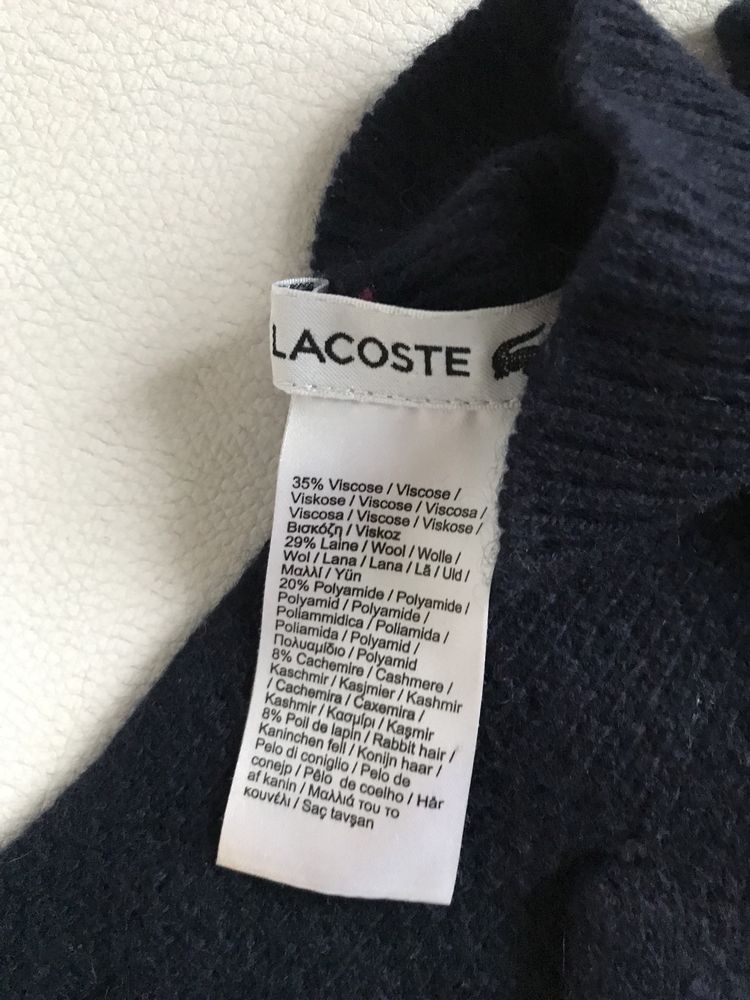 LACOSTE
35% Viscose / Viscose /
Viskose / Viscose / Viscosa /
Viscosa / Viscose / Viskose /
Βισκόζη / Viskoz
29% Laine / Wool / Wolle /
Wol / Lana / Lana / Lã / Uld /
Μαλλί / Yün
20% Polyamide / Polyamide /
Polyamid / Polyamide /
Poliammidica / Poliamida /
Poliamida / Polyamid /
Πολυαμίδιο / Polyamid
8% Cachemire / Cashmere /
Kaschmir / Kasjmier / Kashmir
/ Cachemira / Caxemira /
Kashmir / Κασμίρι / Kaşmir
8% Poil de lapin / Rabbit hair /
Kaninchen fell / Konijn haar /
Pelo di coniglio / Pelo de
conejp / Pêlo de coelho / Hår
af kanin / Μαλλιά του το
κουνέλι / Saç tavşan